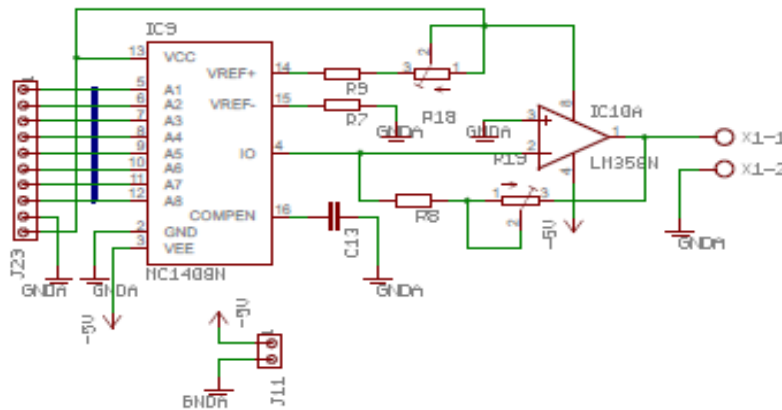 IC9
13 VCC
VREF+ 14
R9
3 2 1
R18
5 A1
6 A2
7 A3
8 A4
9 A5
10 A6
11 A7
12 A8
VREF- 15
R7
GNDA
IO 4
COMPEN 16
C13
GNDA
2 GND
3 VEE
MC1408N
1
J23
GNDA
GNDA
-5V
GNDA
3
2
8
1
4
IC10A
LM358N
R19
R8
1 2 3
-5V
X1-1
X1-2
GNDA
-5V
1
J11
GNDA